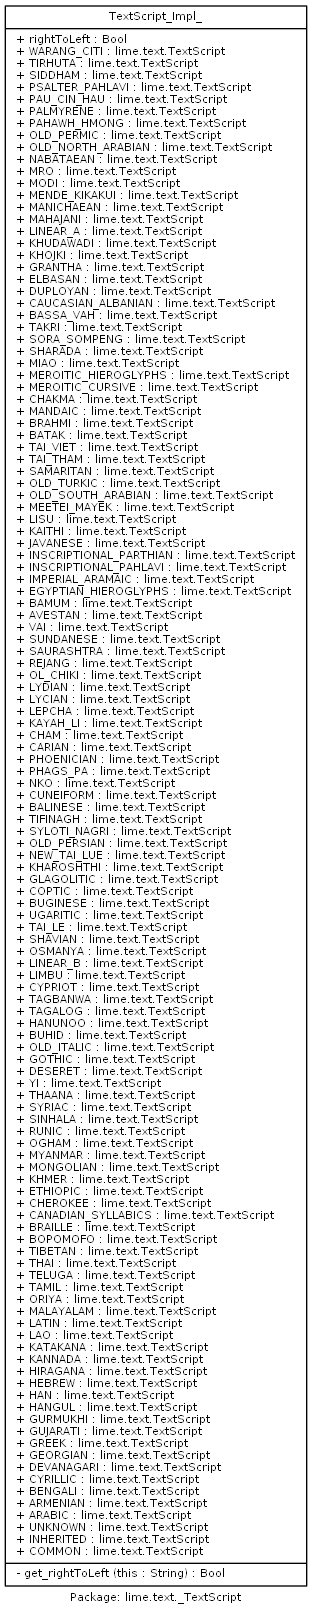 TextScript_Impl_
+ rightToLeft : Bool
+ WARANG_CITI : lime.text.TextScript
+ TIRHUTA : lime.text.TextScript
+ SIDDHAM : lime.text.TextScript
+ PSALTER_PAHLAVI : lime.text.TextScript
+ PAU_CIN_HAU : lime.text.TextScript
+ PALMYRENE : lime.text.TextScript
+ PAHAWH_HMONG : lime.text.TextScript
+ OLD_PERMIC : lime.text.TextScript
+ OLD_NORTH_ARABIAN : lime.text.TextScript
+ NABATAEAN : lime.text.TextScript
+ MRO : lime.text.TextScript
+ MODI : lime.text.TextScript
+ MENDE_KIKAKUI : lime.text.TextScript
+ MANICHAEAN : lime.text.TextScript
+ MAHAJANI : lime.text.TextScript
+ LINEAR_A : lime.text.TextScript
+ KHUDAWADI : lime.text.TextScript
+ KHOJKI : lime.text.TextScript
+ GRANTHA : lime.text.TextScript
+ ELBASAN : lime.text.TextScript
+ DUPLOYAN : lime.text.TextScript
+ CAUCASIAN_ALBANIAN : lime.text.TextScript
+ BASSA_VAH : lime.text.TextScript
+ TAKRI : lime.text.TextScript
+ SORA_SOMPENG : lime.text.TextScript
+ SHARADA : lime.text.TextScript
+ MIAO : lime.text.TextScript
+ MEROITIC_HIEROGLYPHS : lime.text.TextScript
+ MEROITIC_CURSIVE : lime.text.TextScript
+ CHAKMA : lime.text.TextScript
+ MANDAIC : lime.text.TextScript
+ BRAHMI : lime.text.TextScript
+ BATAK : lime.text.TextScript
+ TAI_VIET : lime.text.TextScript
+ TAI_THAM : lime.text.TextScript
+ SAMARITAN : lime.text.TextScript
+ OLD_TURKIC : lime.text.TextScript
+ OLD_SOUTH_ARABIAN : lime.text.TextScript
+ MEETEI_MAYEK : lime.text.TextScript
+ LISU : lime.text.TextScript
+ KAITHI : lime.text.TextScript
+ JAVANESE : lime.text.TextScript
+ INSCRIPTIONAL_PARTHIAN : lime.text.TextScript
+ INSCRIPTIONAL_PAHLAVI : lime.text.TextScript
+ IMPERIAL_ARAMAIC : lime.text.TextScript
+ EGYPTIAN_HIEROGLYPHS : lime.text.TextScript
+ BAMUM : lime.text.TextScript
+ AVESTAN : lime.text.TextScript
+ VAI : lime.text.TextScript
+ SUNDANESE : lime.text.TextScript
+ SAURASHTRA : lime.text.TextScript
+ REJANG : lime.text.TextScript
+ OL_CHIKI : lime.text.TextScript
+ LYDIAN : lime.text.TextScript
+ LYCIAN : lime.text.TextScript
+ LEPCHA : lime.text.TextScript
+ KAYAH_LI : lime.text.TextScript
+ CHAM : lime.text.TextScript
+ CARIAN : lime.text.TextScript
+ PHOENICIAN : lime.text.TextScript
+ PHAGS_PA : lime.text.TextScript
+ NKO : lime.text.TextScript
+ CUNEIFORM : lime.text.TextScript
+ BALINESE : lime.text.TextScript
+ TIFINAGH : lime.text.TextScript
+ SYLOTI_NAGRI : lime.text.TextScript
+ OLD_PERSIAN : lime.text.TextScript
+ NEW_TAI_LUE : lime.text.TextScript
+ KHAROSHTHI : lime.text.TextScript
+ GLAGOLITIC : lime.text.TextScript
+ COPTIC : lime.text.TextScript
+ BUGINESE : lime.text.TextScript
+ UGARITIC : lime.text.TextScript
+ TAI_LE : lime.text.TextScript
+ SHAVIAN : lime.text.TextScript
+ OSMANYA : lime.text.TextScript
+ LINEAR_B : lime.text.TextScript
+ LIMBU : lime.text.TextScript
+ CYPRIOT : lime.text.TextScript
+ TAGBANWA : lime.text.TextScript
+ TAGALOG : lime.text.TextScript
+ HANUNOO : lime.text.TextScript
+ BUHID : lime.text.TextScript
+ OLD_ITALIC : lime.text.TextScript
+ GOTHIC : lime.text.TextScript
+ DESERET : lime.text.TextScript
+ YI : lime.text.TextScript
+ THAANA : lime.text.TextScript
+ SYRIAC : lime.text.TextScript
+ SINHALA : lime.text.TextScript
+ RUNIC : lime.text.TextScript
+ OGHAM : lime.text.TextScript
+ MYANMAR : lime.text.TextScript
+ MONGOLIAN : lime.text.TextScript
+ KHMER : lime.text.TextScript
+ ETHIOPIC : lime.text.TextScript
+ CHEROKEE : lime.text.TextScript
+ CANADIAN_SYLLABICS : lime.text.TextScript
+ BRAILLE : lime.text.TextScript
+ BOPOMOFO : lime.text.TextScript
+ TIBETAN : lime.text.TextScript
+ THAI : lime.text.TextScript
+ TELUGA : lime.text.TextScript
+ TAMIL : lime.text.TextScript
+ ORIYA : lime.text.TextScript
+ MALAYALAM : lime.text.TextScript
+ LATIN : lime.text.TextScript
+ LAO : lime.text.TextScript
+ KATAKANA : lime.text.TextScript
+ KANNADA : lime.text.TextScript
+ HIRAGANA : lime.text.TextScript
+ HEBREW : lime.text.TextScript
+ HAN : lime.text.TextScript
+ HANGUL : lime.text.TextScript
+ GURMUKHI : lime.text.TextScript
+ GUJARATI : lime.text.TextScript
+ GREEK : lime.text.TextScript
+ GEORGIAN : lime.text.TextScript
+ DEVANAGARI : lime.text.TextScript
+ CYRILLIC : lime.text.TextScript
+ BENGALI : lime.text.TextScript
+ ARMENIAN : lime.text.TextScript
+ ARABIC : lime.text.TextScript
+ UNKNOWN : lime.text.TextScript
+ INHERITED : lime.text.TextScript
+ COMMON : lime.text.TextScript
- get_rightToLeft (this : String) : Bool
Package: lime.text._TextScript